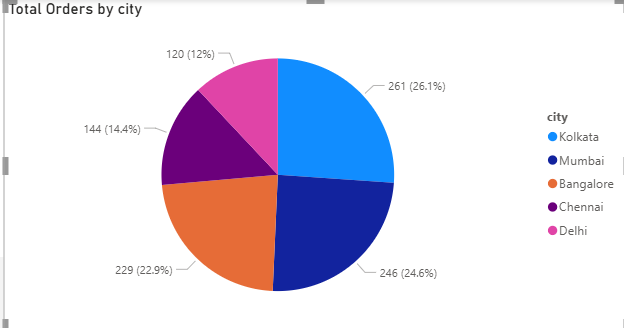 Total Orders by city
120 (12%)
261 (26.1%)
144 (14.4%)
229 (22.9%)
246 (24.6%)
city
Kolkata
Mumbai
Bangalore
Chennai
Delhi